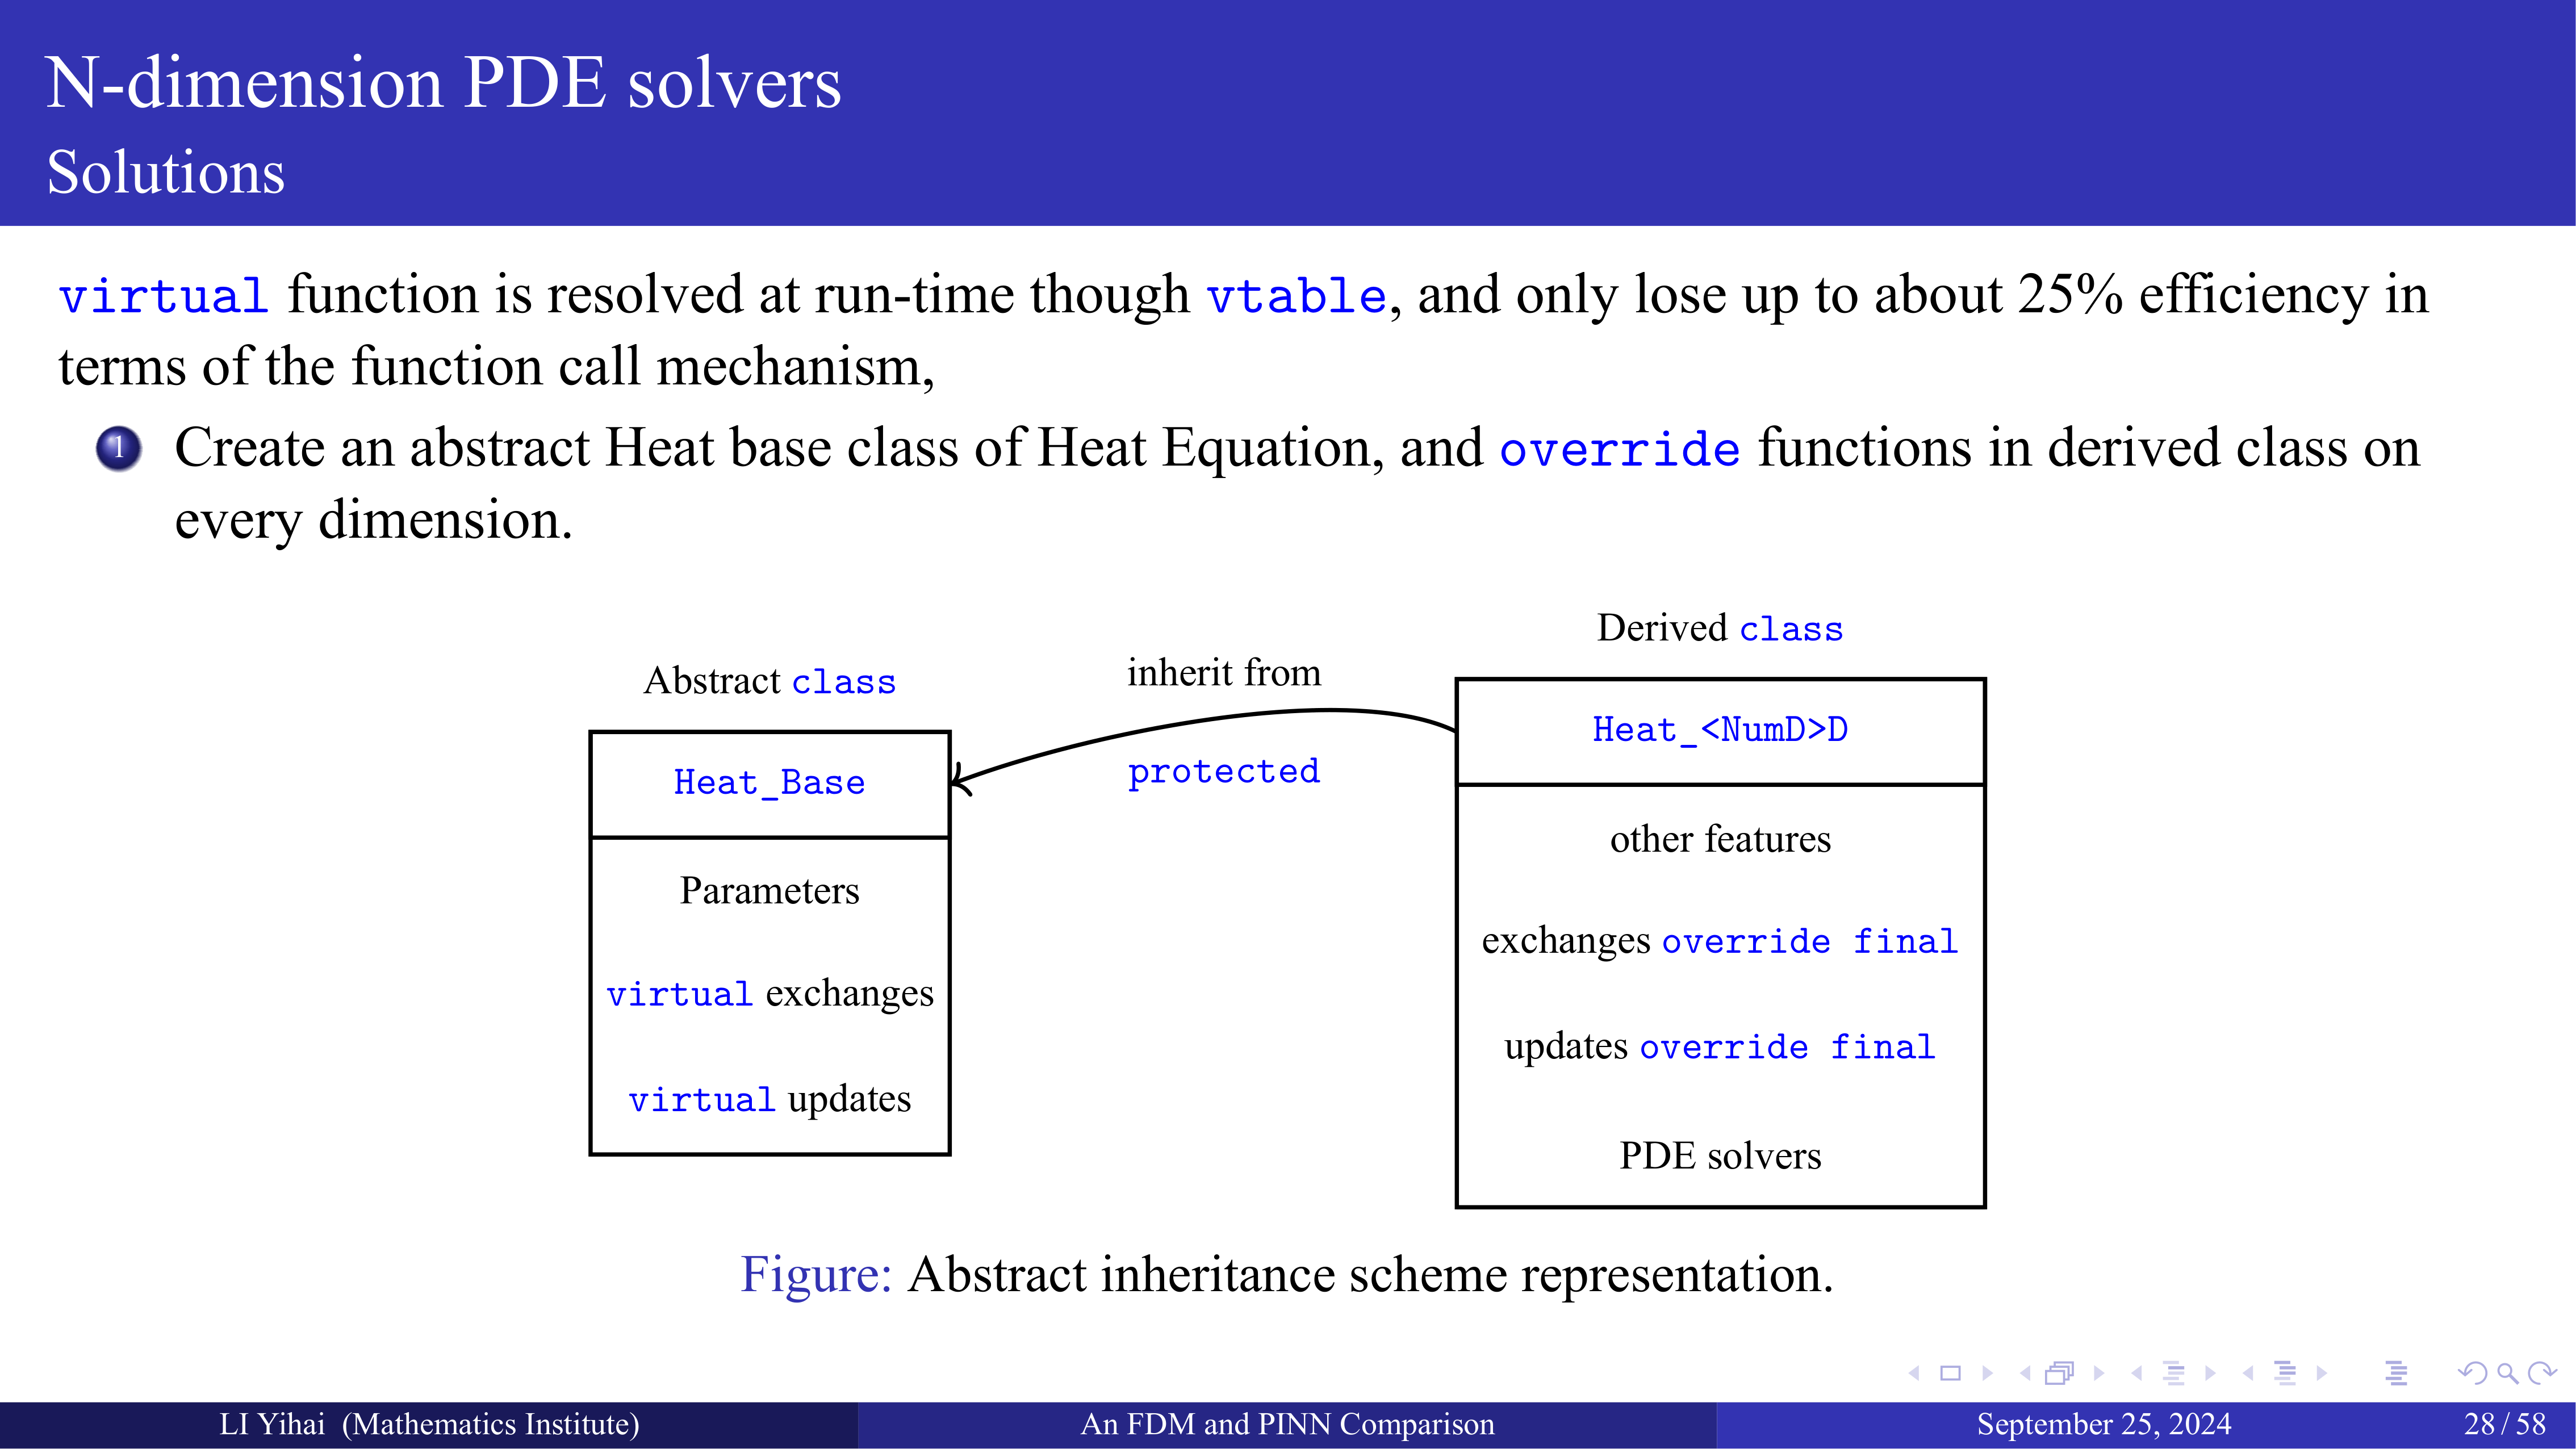 N-dimension PDE solvers
Solutions
virtual function is resolved at run-time though vtable, and only lose up to about 25% efficiency in
terms of the function call mechanism,
1 Create an abstract Heat base class of Heat Equation, and override functions in derived class on
every dimension.
Abstract class
Heat_Base
Parameters
virtual exchanges
virtual updates
inherit from
protected
Derived class
Heat_<NumD>D
other features
exchanges override final
updates override final
PDE solvers
Figure: Abstract inheritance scheme representation.
LI Yihai (Mathematics Institute)
An FDM and PINN Comparison
September 25, 2024
28 / 58